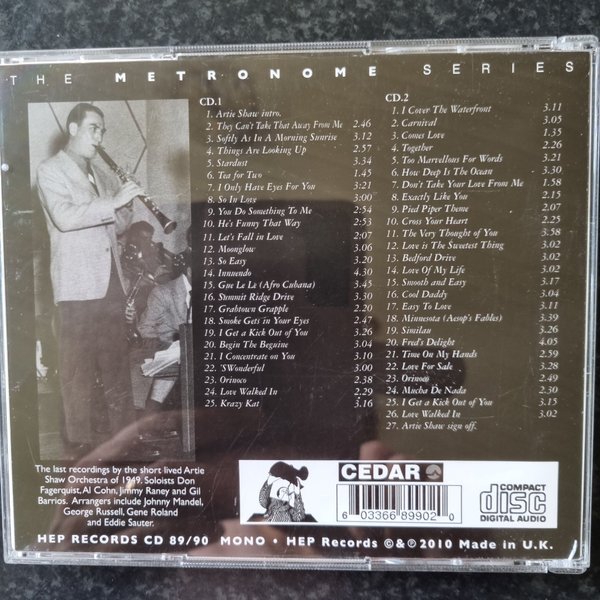 THE METRONOME SERIES
CD.1
1. Artie Shaw intro.
2. They Can't Take That Away From Me 2.46
3. Softly As In A Morning Sunrise 3.12
4. Things Are Looking Up 2.57
5. Stardust 3.34
6. Tea for Two 1.45
7. I Only Have Eyes For You 3:21
8. So In Love 3:00
9. You Do Something To Me 2:54
10. He's Funny That Way 2:53
11. Let's Fall in Love 2:07
12. Moonglow 3.06
13. So Easy 3.20
14. Innuendo 4.30
15. Gue Le Le (Afro Cubana) 3.45
16. Summit Ridge Drive 3.30
17. Grabtown Grapple 2.20
18. Smoke Gets in Your Eyes 2.47
19. I Get a Kick Out of You 3.26
20. Begin The Beguine 3.04
21. I Concentrate on You 3.10
22. 'SWonderful 3.00
23. Orinoco 2.38
24. Love Walked In 2.29
25. Krazy Kat 3.16
CD.2
1. I Cover The Waterfront 3.11
2. Carnival 3.05
3. Comes Love 1.35
4. Together 2.26
5. Too Marvellous For Words 3.21
6. How Deep Is The Ocean 3.30
7. Don't Take Your Love From Me 1.58
8. Exactly Like You 2.15
9. Pied Piper Theme 2.07
10. Cross Your Heart 2.25
11. The Very Thought of You 3:58
12. Love is The Sweetest Thing 3.02
13. Bedford Drive 3.02
14. Love Of My Life 3.02
15. Smooth and Easy 3.17
16. Cool Daddy 3.04
17. Easy To Love 3.11
18. Minnesota (Aesop's Fables) 3.39
19. Similau 3.26
20. Fred's Delight 4.05
21. Time On My Hands 2.59
22. Love For Sale 3.28
23. Orinoco 2.49
24. Mucha De Nada 2.30
25. I Get a Kick Out of You 3.15
26. Love Walked In 3.02
27. Artie Shaw sign off.
The last recordings by the short lived Artie
Shaw Orchestra of 1949. Soloists Don
Fagerquist, Al Cohn, Jimmy Raney and Gil
Barrios. Arrangers include Johnny Mandel,
George Russell, Gene Roland
and Eddie Sauter.
CEDAR
6 03366 89902 0
COMPACT
disc
DIGITAL AUDIO
HEP RECORDS CD 89/90 MONO • HEP Records ©&℗ 2010 Made in U.K.